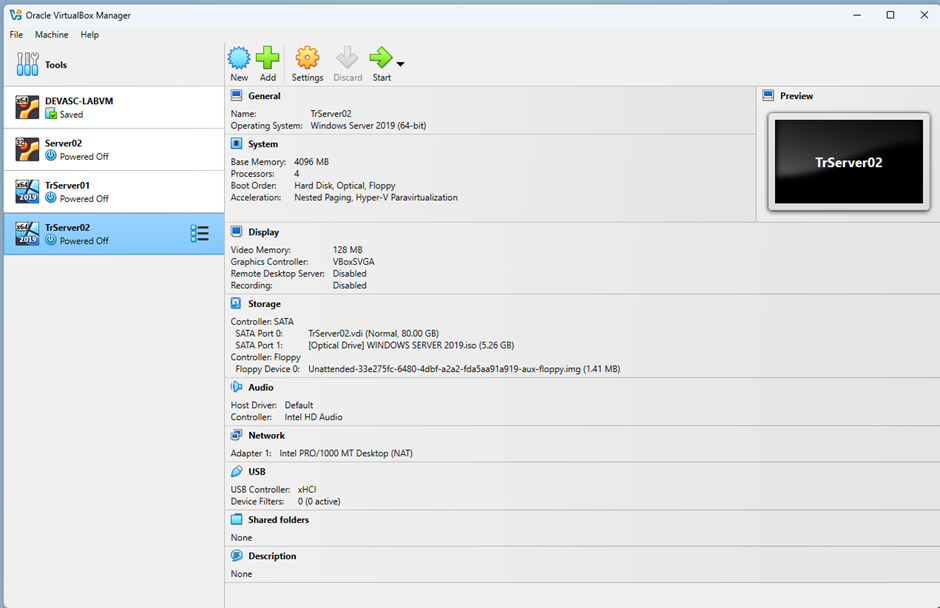 Oracle VirtualBox Manager
File Machine Help
Tools
New Add Settings Discard Start
x64 DEVASC-LABVM
Saved
32 Server02
Powered Off
x64 2019 TrServer01
Powered Off
x64 2019 TrServer02
Powered Off
General
Name: TrServer02
Operating System: Windows Server 2019 (64-bit)
System
Base Memory: 4096 MB
Processors: 4
Boot Order: Hard Disk, Optical, Floppy
Acceleration: Nested Paging, Hyper-V Paravirtualization
Preview
TrServer02
Display
Video Memory: 128 MB
Graphics Controller: VBoxSVGA
Remote Desktop Server: Disabled
Recording: Disabled
Storage
Controller: SATA
SATA Port 0: TrServer02.vdi (Normal, 80.00 GB)
SATA Port 1: [Optical Drive] WINDOWS SERVER 2019.iso (5.26 GB)
Controller: Floppy
Floppy Device 0: Unattended-33e275fc-6480-4dbf-a2a2-fda5aa91a919-aux-floppy.img (1.41 MB)
Audio
Host Driver: Default
Controller: Intel HD Audio
Network
Adapter 1: Intel PRO/1000 MT Desktop (NAT)
USB
USB Controller: xHCI
Device Filters: 0 (0 active)
Shared folders
None
Description
None